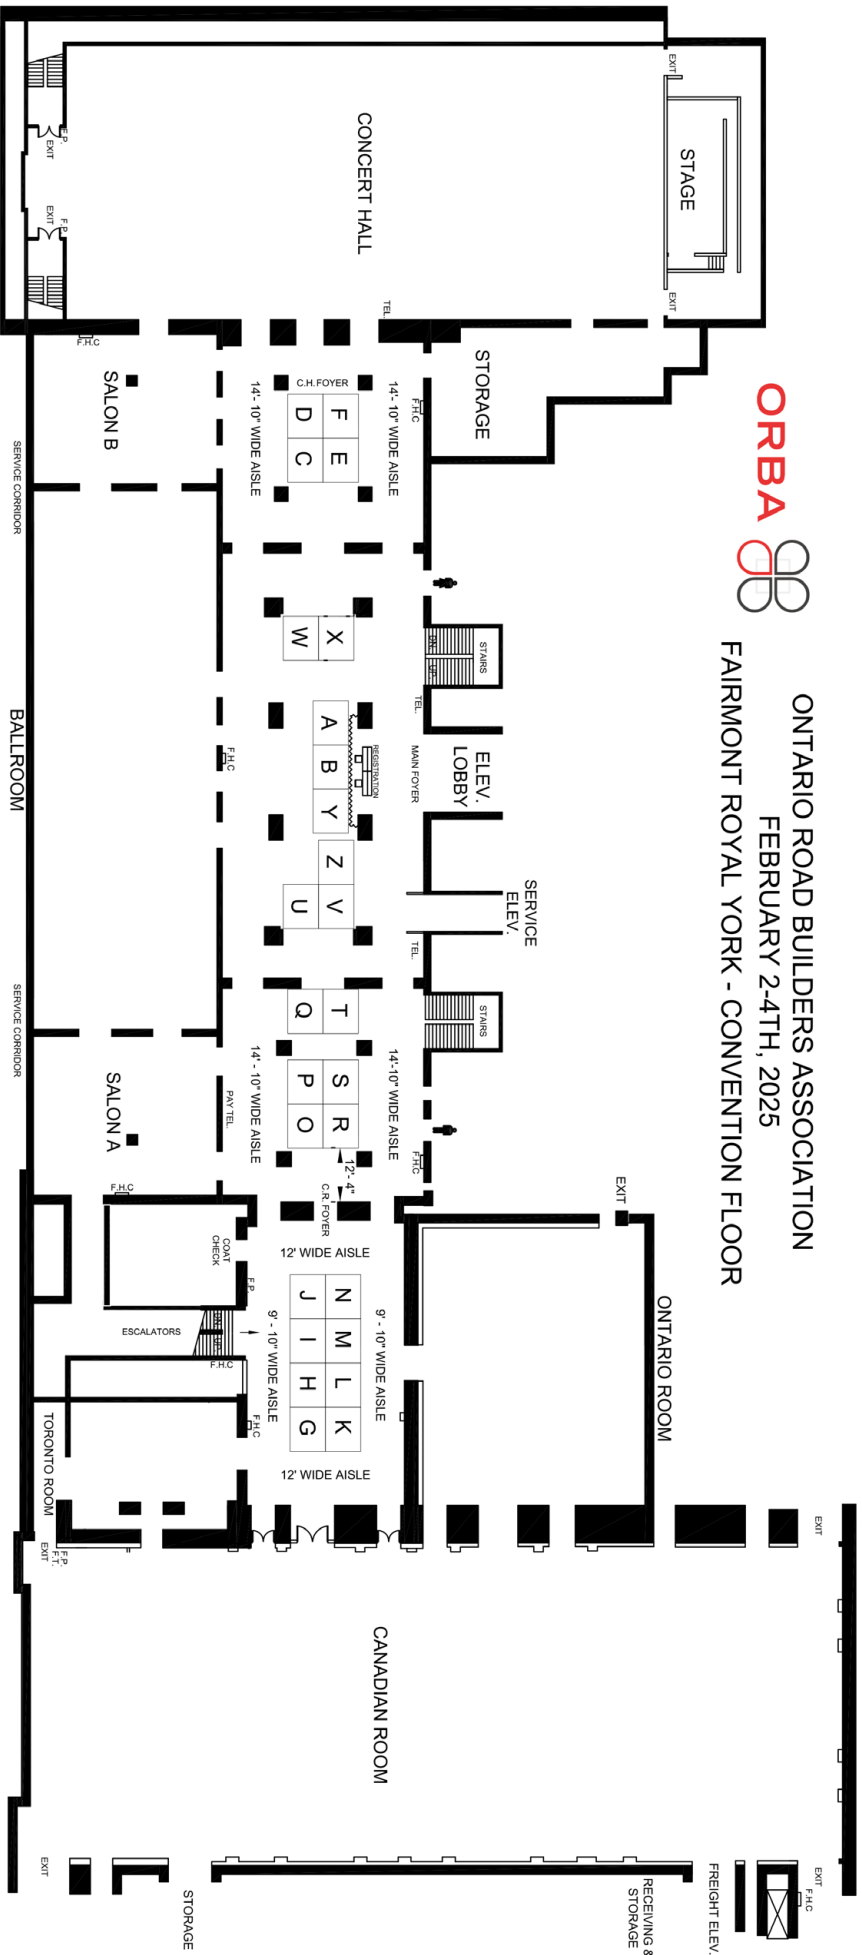 ORBA
ONTARIO ROAD BUILDERS ASSOCIATION
FEBRUARY 2-4TH, 2025
FAIRMONT ROYAL YORK - CONVENTION FLOOR
EXIT
STAGE
EXIT
CONCERT HALL
F.P.
EXIT
EXIT
F.P.
TEL.
F.H.C
SALON B
SERVICE CORRIDOR
STORAGE
C.H. FOYER
14'- 10" WIDE AISLE
14'- 10" WIDE AISLE
F.H.C
D
F
C
E
STAIRS
DN.
UP.
W
X
TEL.
MAIN FOYER
ELEV.
LOBBY
REGISTRATION
A
B
Y
F.H.C
BALLROOM
Z
U
V
SERVICE
ELEV.
TEL.
STAIRS
Q
T
P
S
O
R
14' - 10" WIDE AISLE
14'-10" WIDE AISLE
SERVICE CORRIDOR
SALON A
PAY TEL.
F.H.C
12'- 4"
C.R. FOYER
F.H.C
EXIT
ONTARIO ROOM
COAT
CHECK
F.P.
12' WIDE AISLE
ESCALATORS
DN.
UP.
F.H.C
9' - 10" WIDE AISLE
9' - 10" WIDE AISLE
J
N
I
M
H
L
G
K
12' WIDE AISLE
F.H.C
TORONTO ROOM
EXIT
F.P.
F.T.
EXIT
CANADIAN ROOM
EXIT
STORAGE
RECEIVING &
STORAGE
FREIGHT ELEV.
EXIT
F.H.C